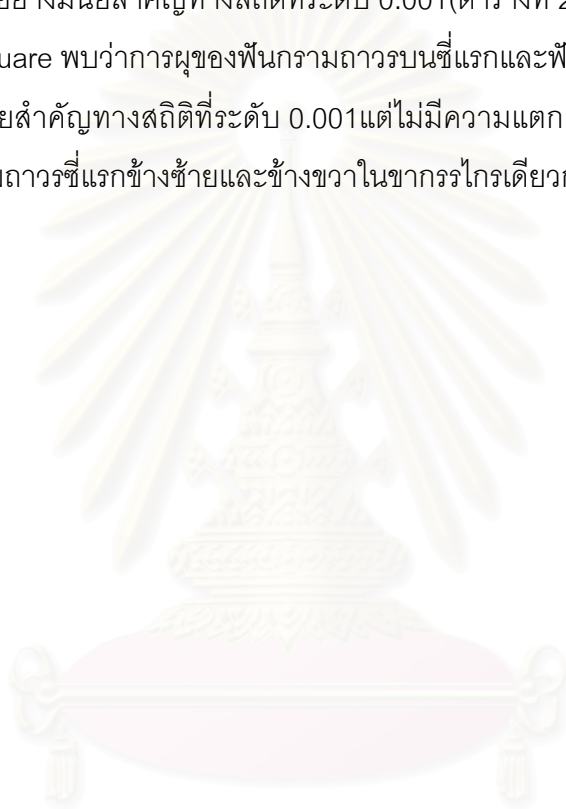 อย่างมีนัยสำคัญทางสถิติที่ระดับ 0.001(ตารางที่ 2
uare พบว่าการผุของฟันกรามถาวรบนซี่แรกและฟั
ยสำคัญทางสถิติที่ระดับ 0.001แต่ไม่มีความแตก
ถาวรซี่แรกข้างซ้ายและข้างขวาในขากรรไกรเดียวก